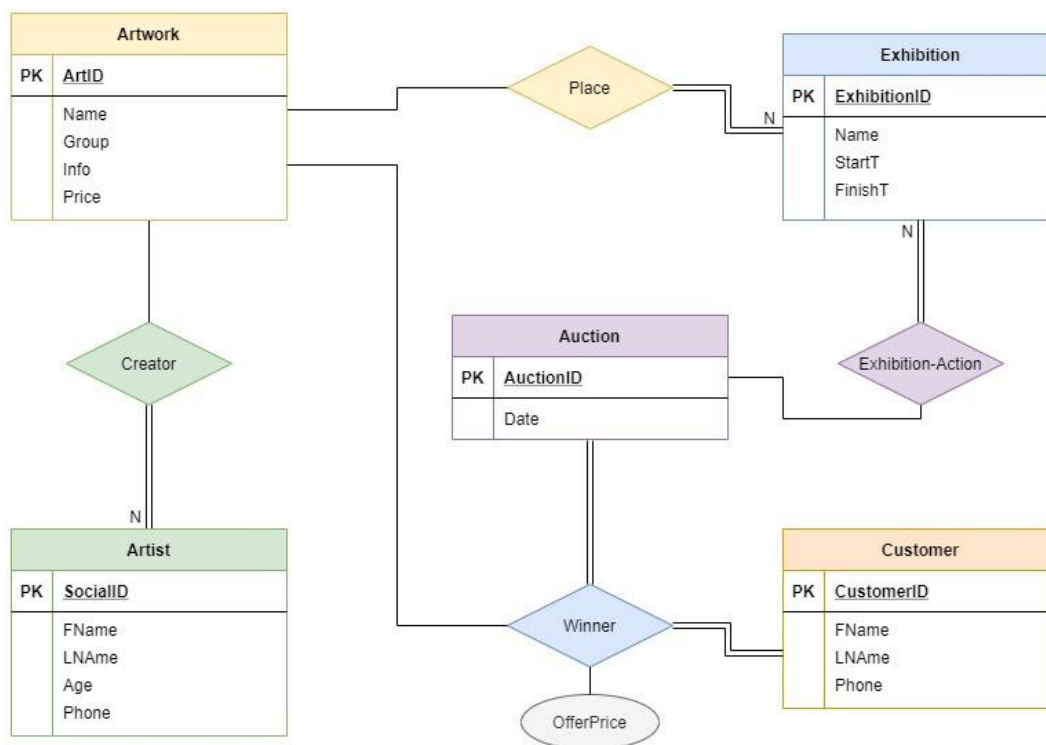 Artwork
PK ArtID
Name
Group
Info
Price
Place
Exhibition
PK ExhibitionID
Name
StartT
FinishT
N
N
Creator
Auction
PK AuctionID
Date
Exhibition-Action
N
Artist
PK SocialID
FName
LNAme
Age
Phone
Winner
OfferPrice
Customer
PK CustomerID
FName
LNAme
Phone